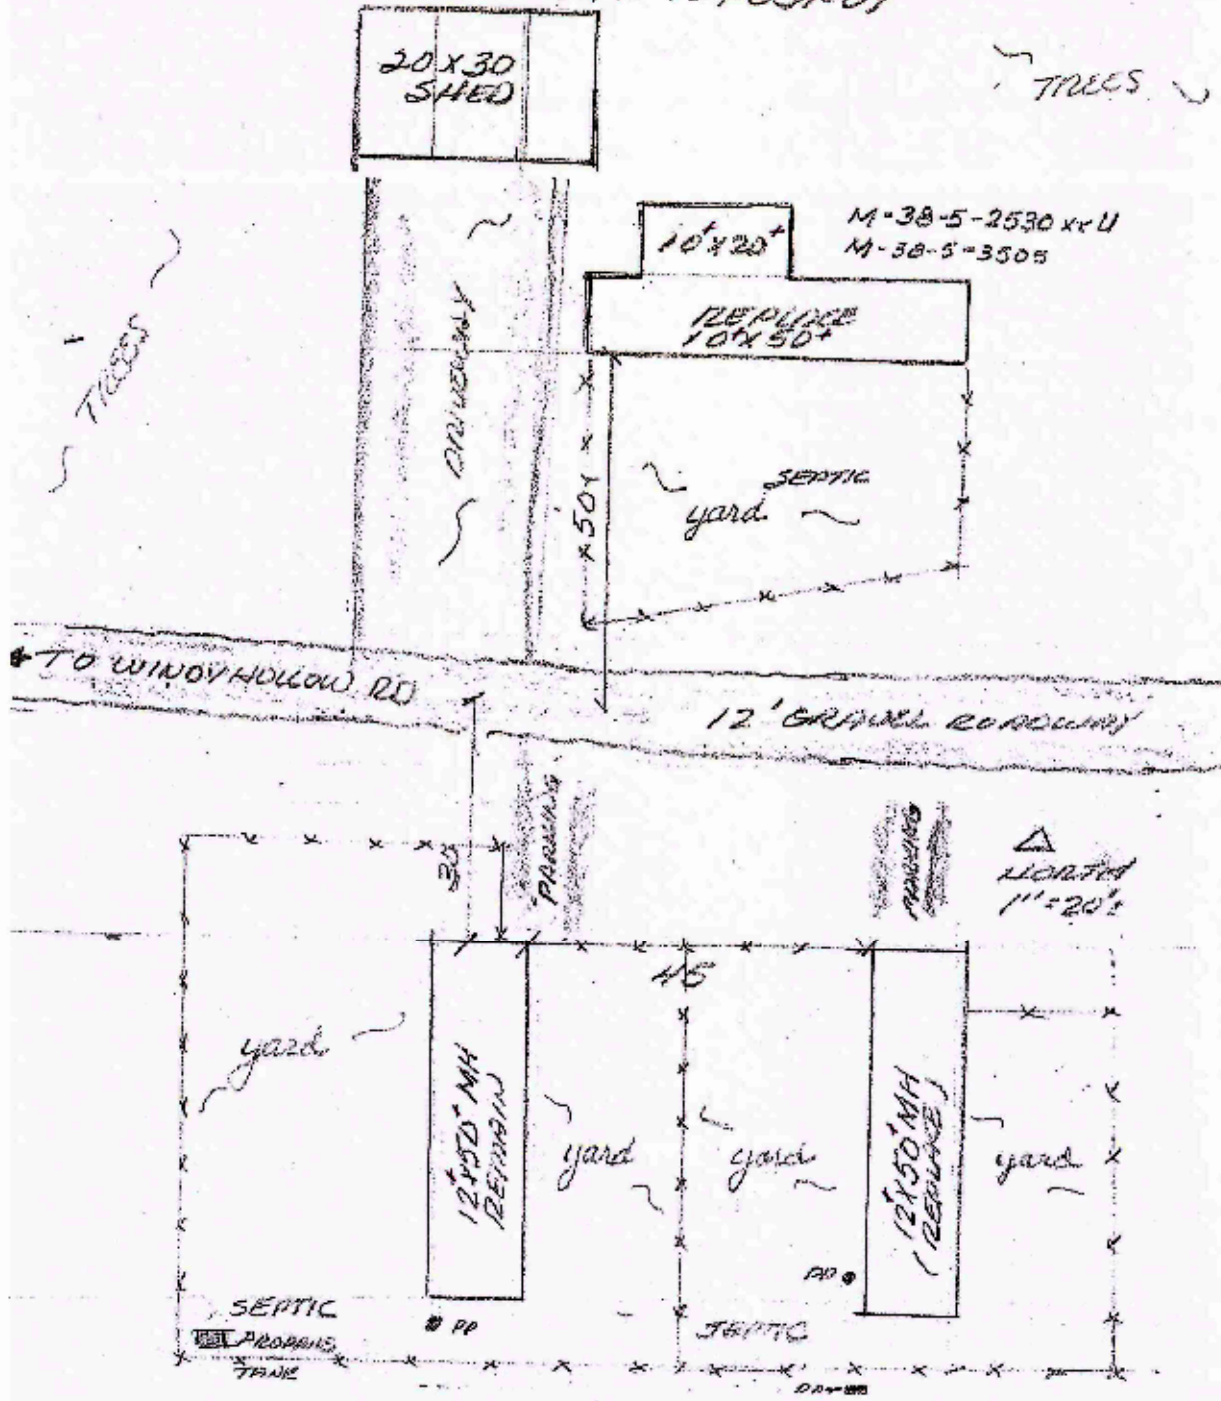 20 X 30
SHED
TREES
M-38-5-2530 xx U
M-38-5-3505
10+ X 20+
REPLACE
10+ X 50+
TREES
DRIVEWAY
50+
SEPTIC
yard
TO WINDY HOLLOW RD
12' GRAVEL ROADWAY
PARKING
PARKING
35
NORTH
1"=20'±
45
yard
12+ X 50+ MH
REMAIN
yard
yard
12+ X 50+ MH
(REPLACE)
yard
PP
SEPTIC
PROPANE
TANK
PP
SEPTIC